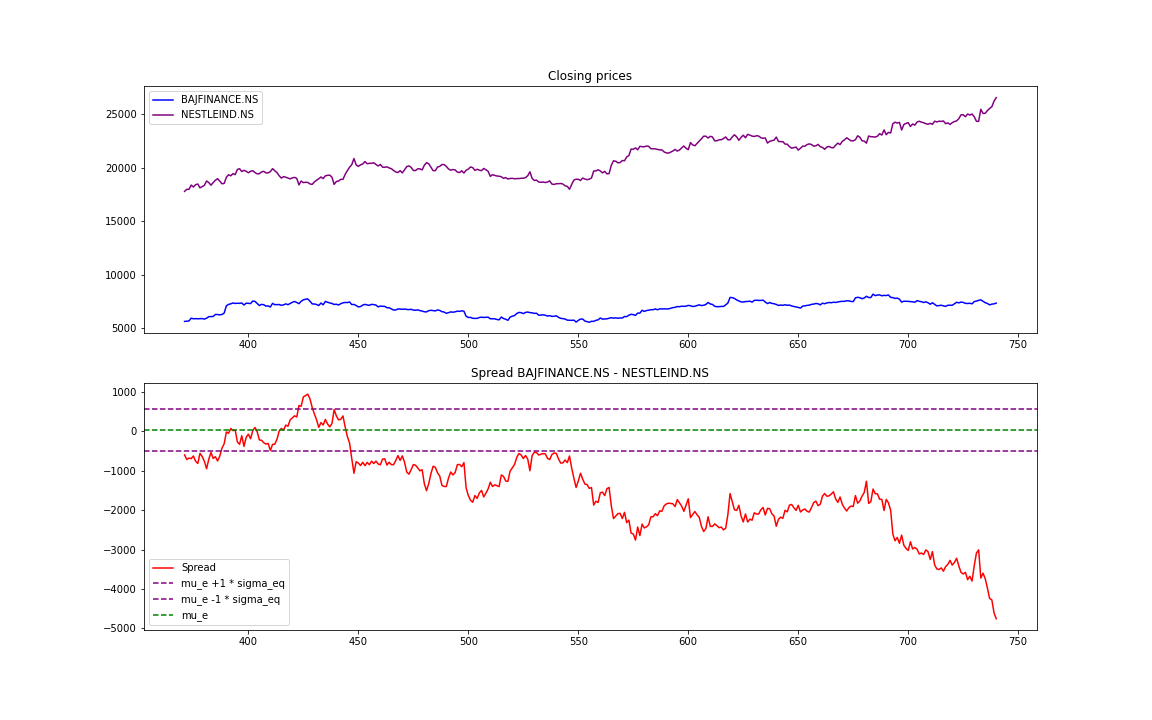 Closing prices
BAJFINANCE.NS
NESTLEIND.NS
25000
20000
15000
10000
5000
400 450 500 550 600 650 700 750
Spread BAJFINANCE.NS - NESTLEIND.NS
1000
0
−1000
−2000
−3000
−4000
−5000
Spread
mu_e +1 * sigma_eq
mu_e -1 * sigma_eq
mu_e
400 450 500 550 600 650 700 750